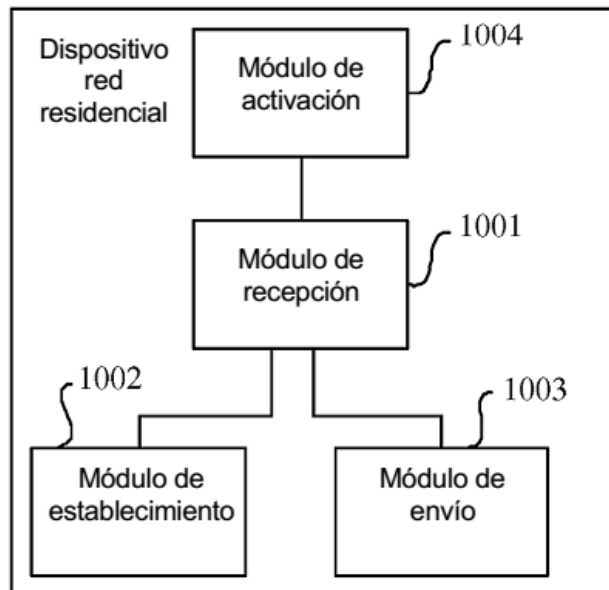 Dispositivo
red
residencial
Módulo de
activación
1004
Módulo de
recepción
1001
1002
Módulo de
establecimiento
1003
Módulo de
envío